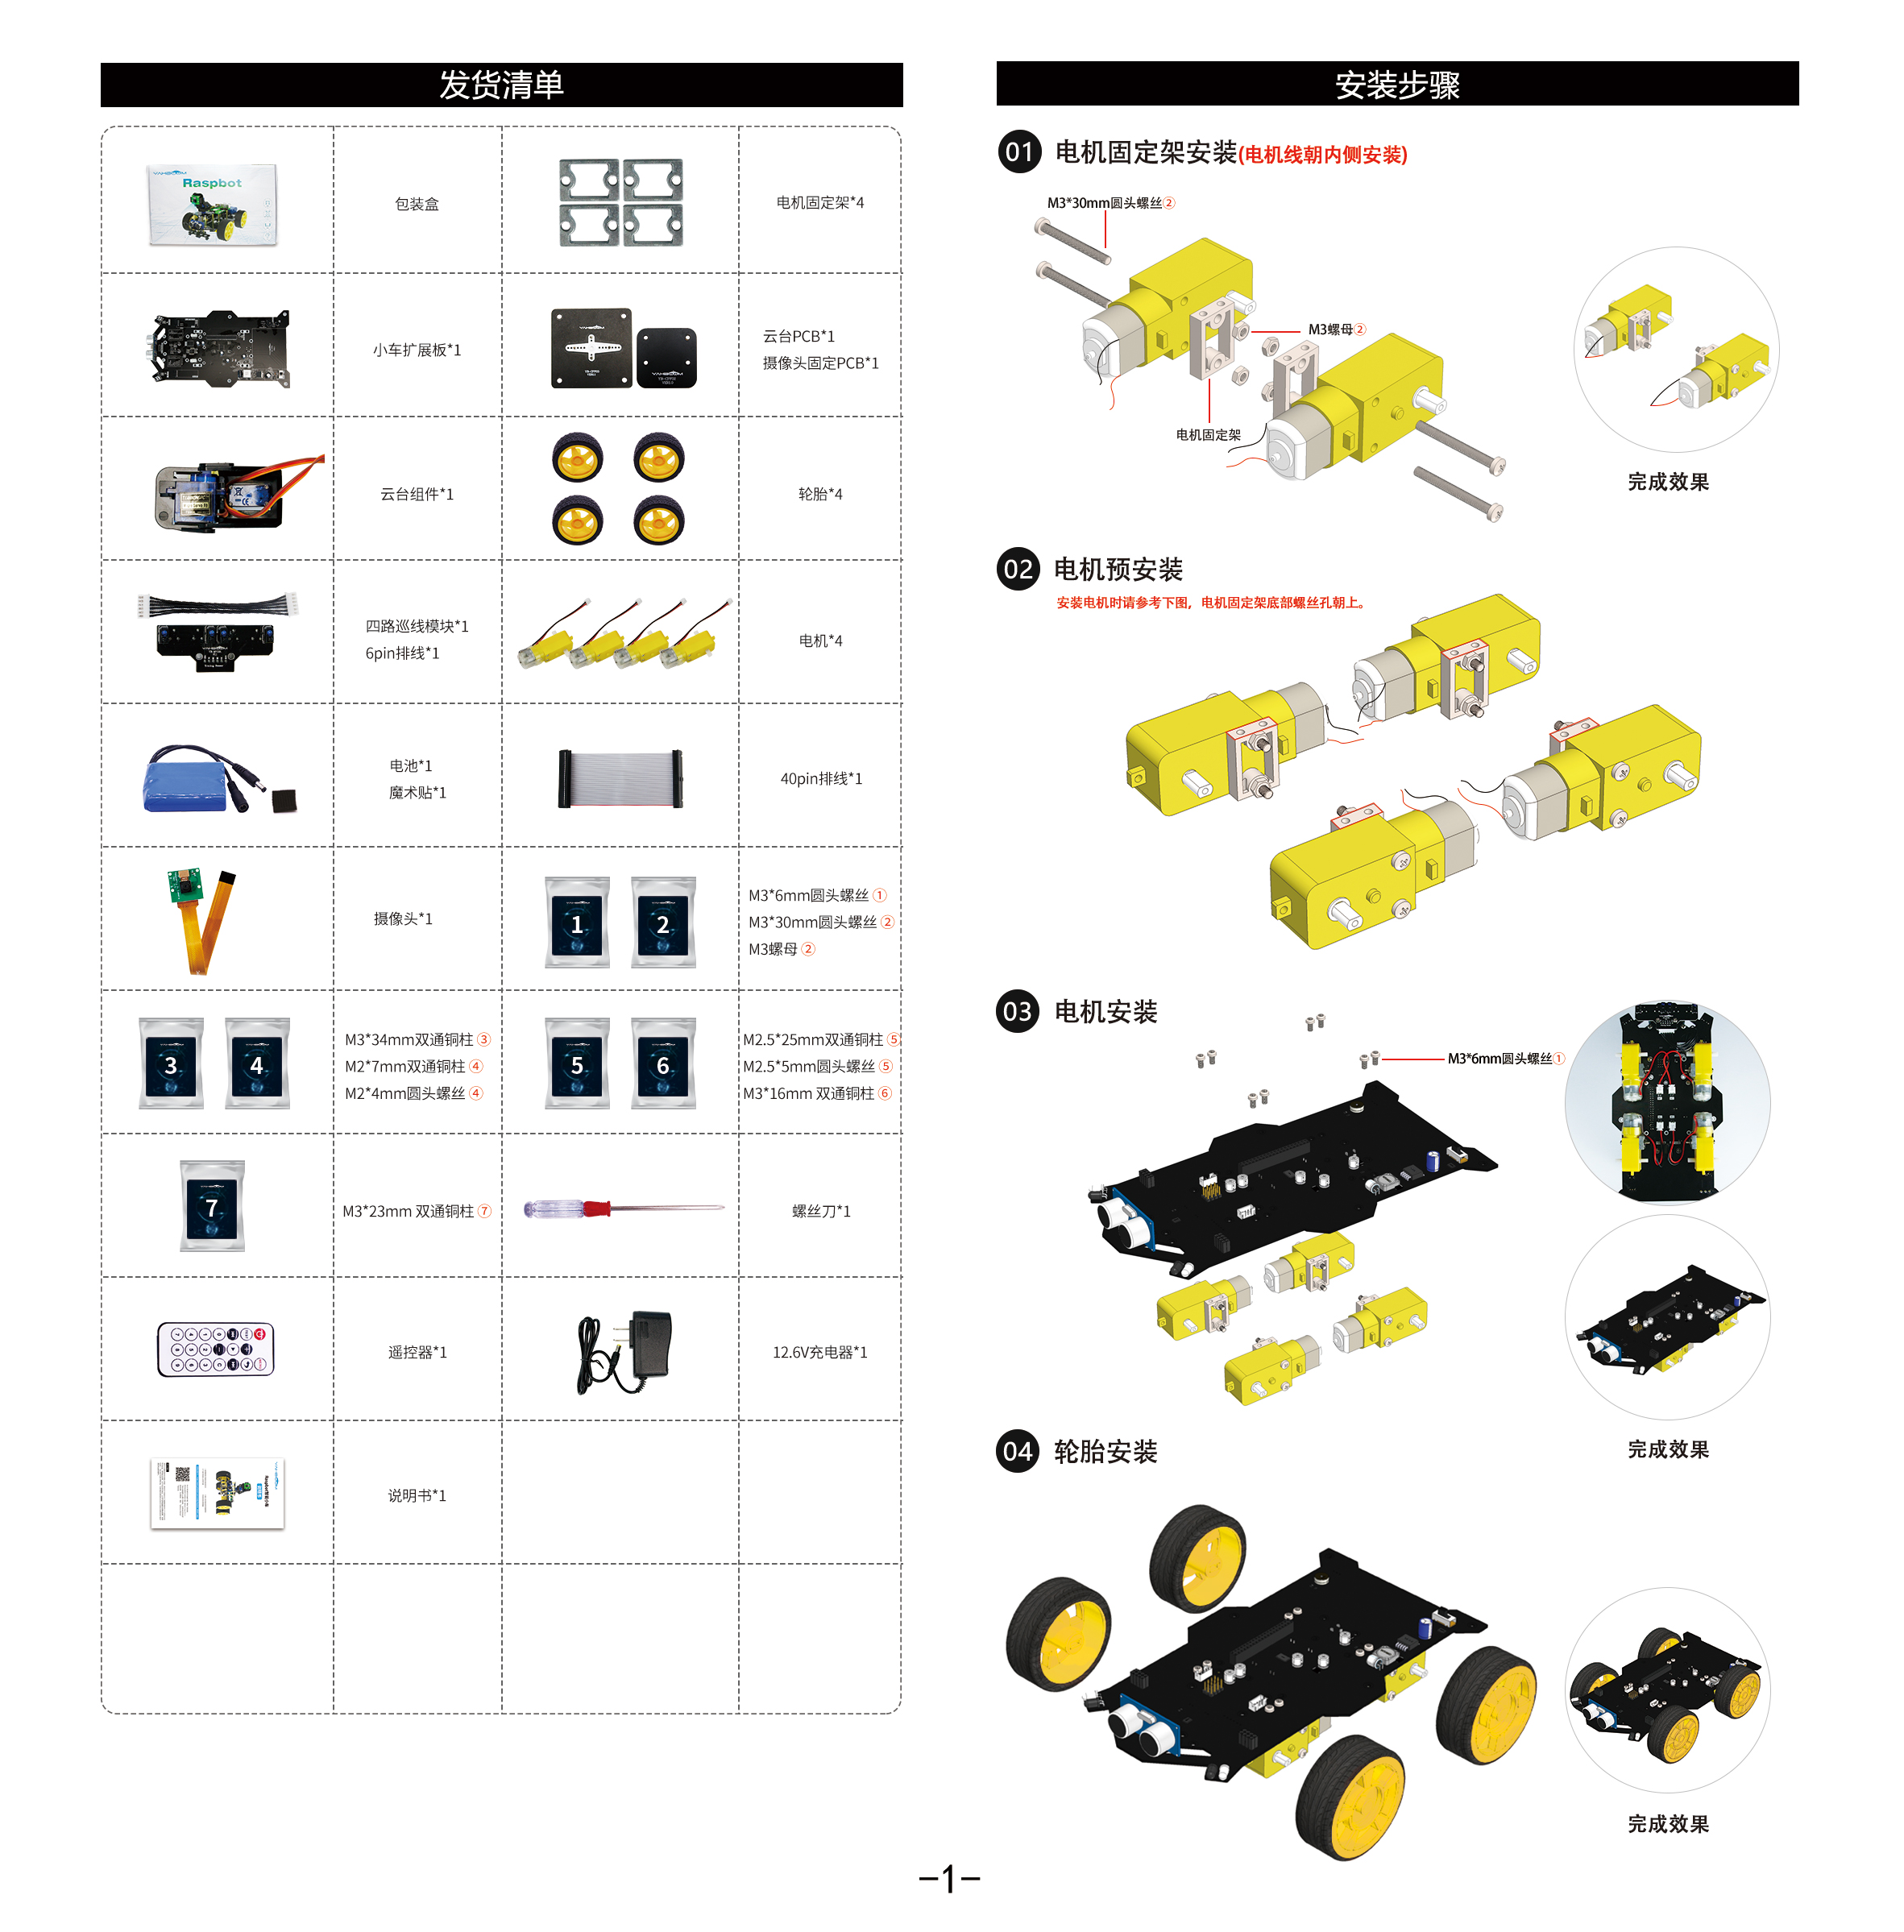 发货清单
YAHBOOM
Raspbot
包装盒
电机固定架*4
小车扩展板*1
YAHBOOM
云台PCB*1
摄像头固定PCB*1
云台组件*1
轮胎*4
四路巡线模块*1
6pin排线*1
电机*4
电池*1
魔术贴*1
40pin排线*1
摄像头*1
1
2
M3*6mm圆头螺丝 ①
M3*30mm圆头螺丝 ②
M3螺母 ②
3
4
M3*34mm双通铜柱 ③
M2*7mm双通铜柱 ④
M2*4mm圆头螺丝 ④
5
6
M2.5*25mm双通铜柱 ⑤
M2.5*5mm圆头螺丝 ⑤
M3*16mm 双通铜柱 ⑥
7
M3*23mm 双通铜柱 ⑦
螺丝刀*1
遥控器*1
12.6V充电器*1
说明书*1
安装步骤
01 电机固定架安装(电机线朝内侧安装)
M3*30mm圆头螺丝②
M3螺母②
电机固定架
完成效果
02 电机预安装
安装电机时请参考下图，电机固定架底部螺丝孔朝上。
03 电机安装
M3*6mm圆头螺丝①
完成效果
04 轮胎安装
完成效果
-1-